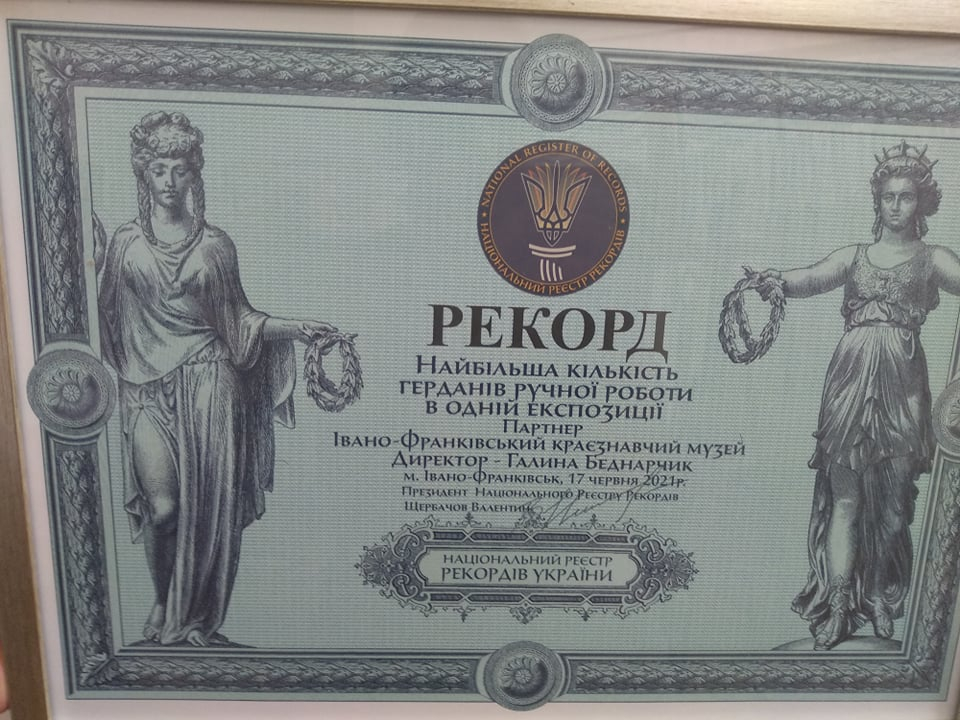 NATIONAL REGISTER OF RECORDS
НАЦІОНАЛЬНИЙ РЕЄСТР РЕКОРДІВ
РЕКОРД
НАЙБІЛЬША КІЛЬКІСТЬ
ГЕРДАНІВ РУЧНОЇ РОБОТИ
В ОДНІЙ ЕКСПОЗИЦІЇ
ПАРТНЕР
ІВАНО-ФРАНКІВСЬКИЙ КРАЄЗНАВЧИЙ МУЗЕЙ
ДИРЕКТОР - ГАЛИНА БЕДНАРЧИК
М. ІВАНО-ФРАНКІВСЬК, 17 ЧЕРВНЯ 2021Р.
ПРЕЗИДЕНТ НАЦІОНАЛЬНОГО РЕЄСТРУ РЕКОРДІВ
ЩЕРБАЧОВ ВАЛЕНТИН
НАЦІОНАЛЬНИЙ РЕЄСТР
РЕКОРДІВ УКРАЇНИ